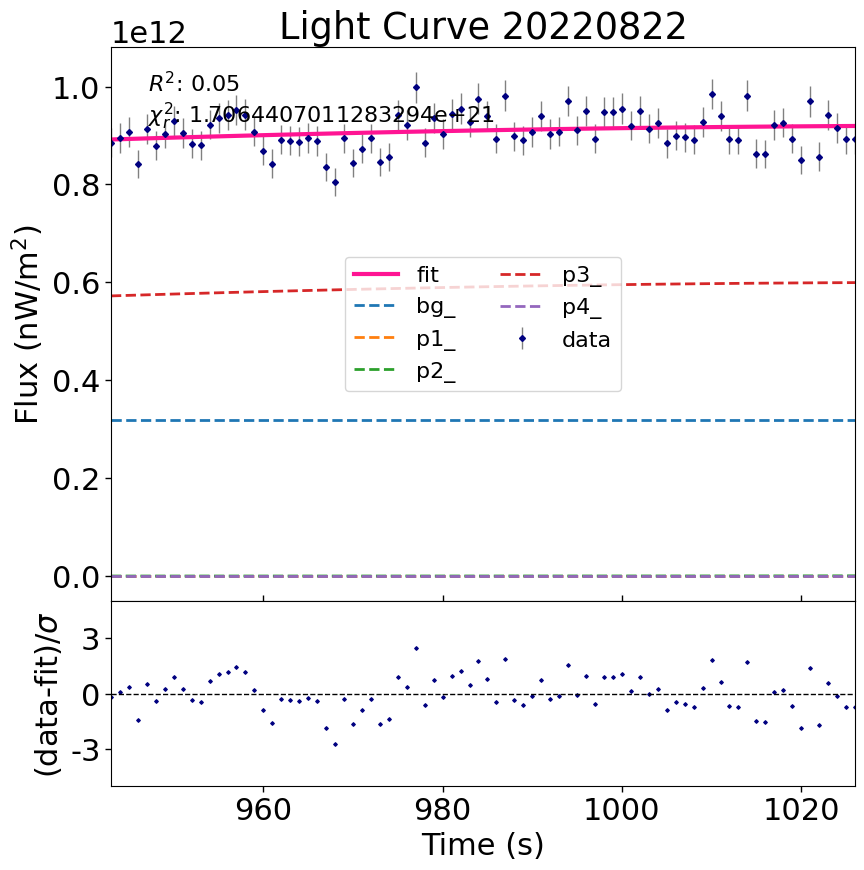 Light Curve 20220822
1e12
R²: 0.05
χᵣ²: 1.7064407011283294e+21
1.0
0.8
0.6
0.4
0.2
0.0
Flux (nW/m²)
fit
bg_
p1_
p2_
p3_
p4_
data
3
0
-3
(data-fit)/σ
960
980
1000
1020
Time (s)